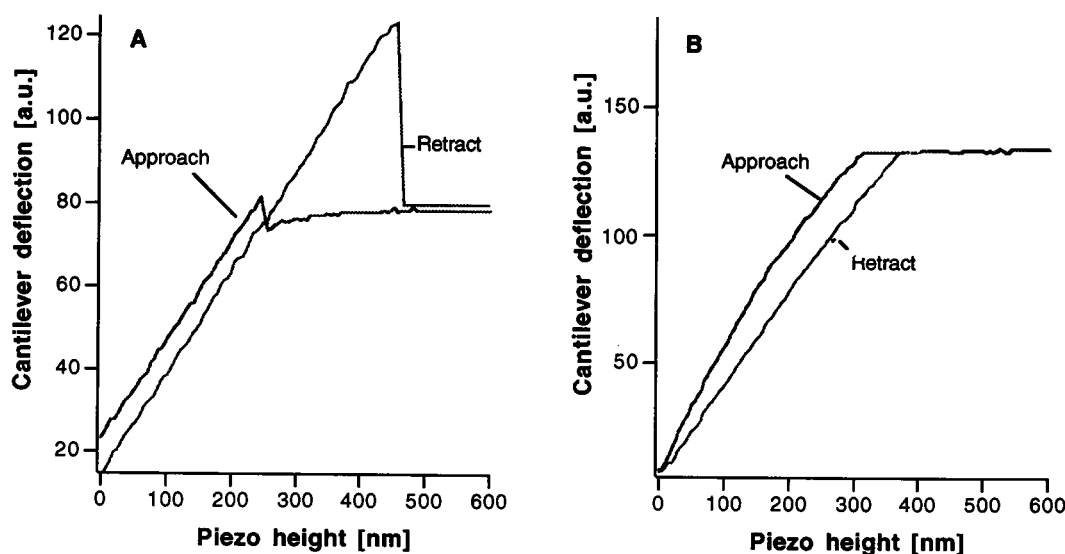 A
Cantilever deflection [a.u.]
120
100
80
60
40
20
Approach
Retract
0 100 200 300 400 500 600
Piezo height [nm]
B
Cantilever deflection [a.u.]
150
100
50
Approach
Retract
0 100 200 300 400 500 600
Piezo height [nm]